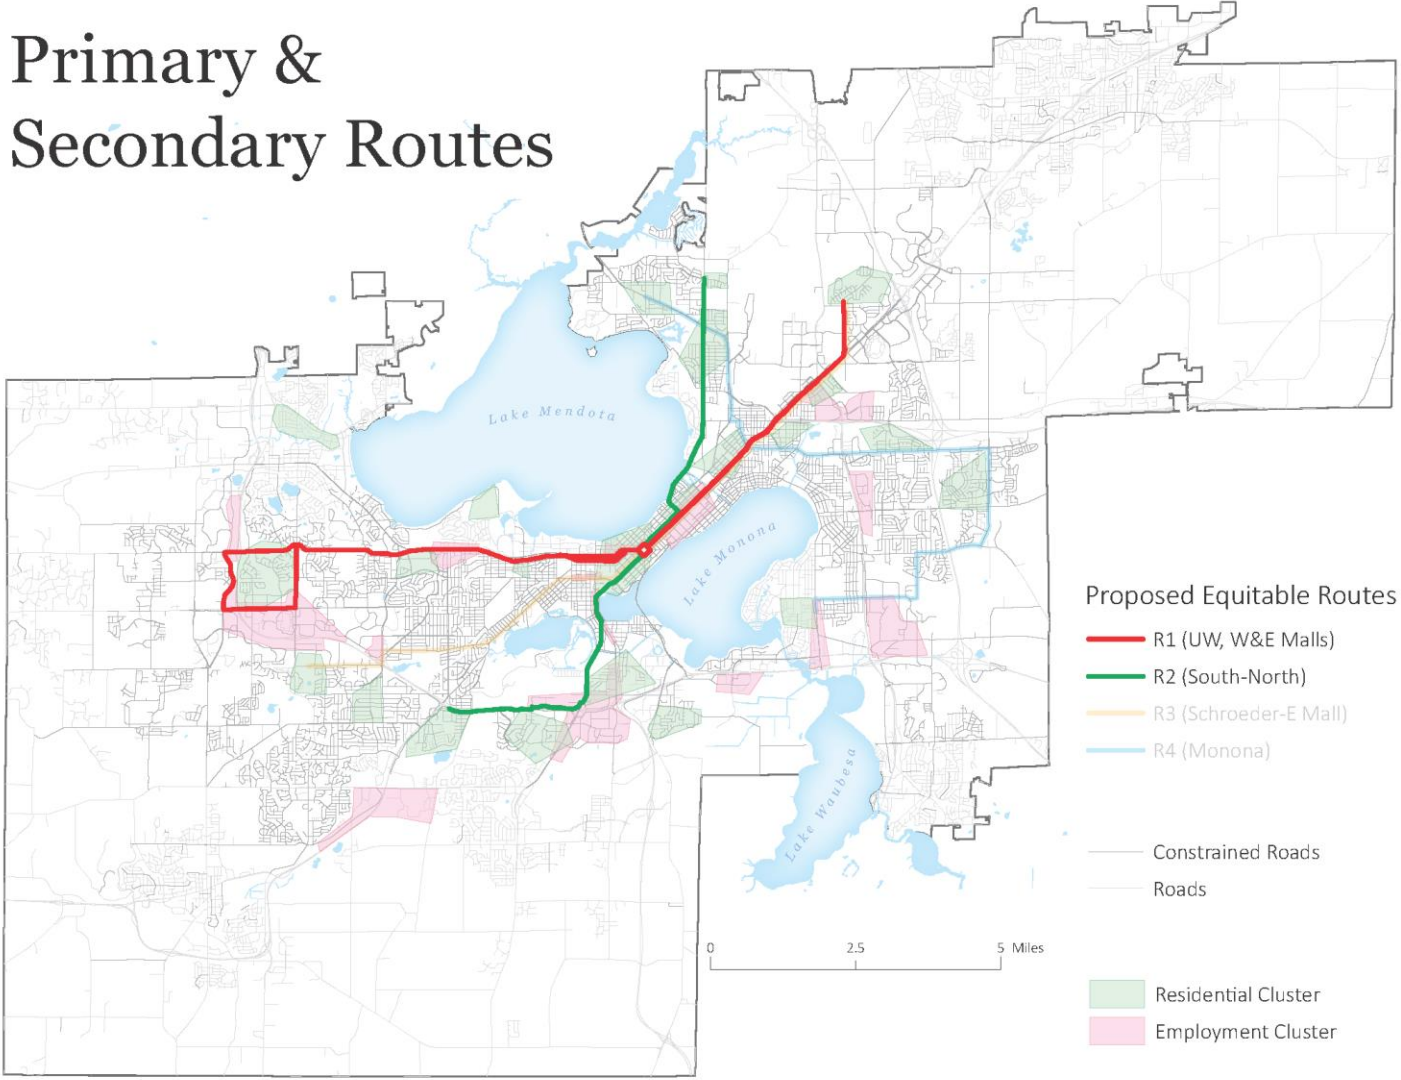 Primary &
Secondary Routes
Lake Mendota
Lake Monona
Lake Waubesa
Proposed Equitable Routes
R1 (UW, W&E Malls)
R2 (South-North)
R3 (Schroeder-E Mall)
R4 (Monona)
Constrained Roads
Roads
0 2.5 5 Miles
Residential Cluster
Employment Cluster